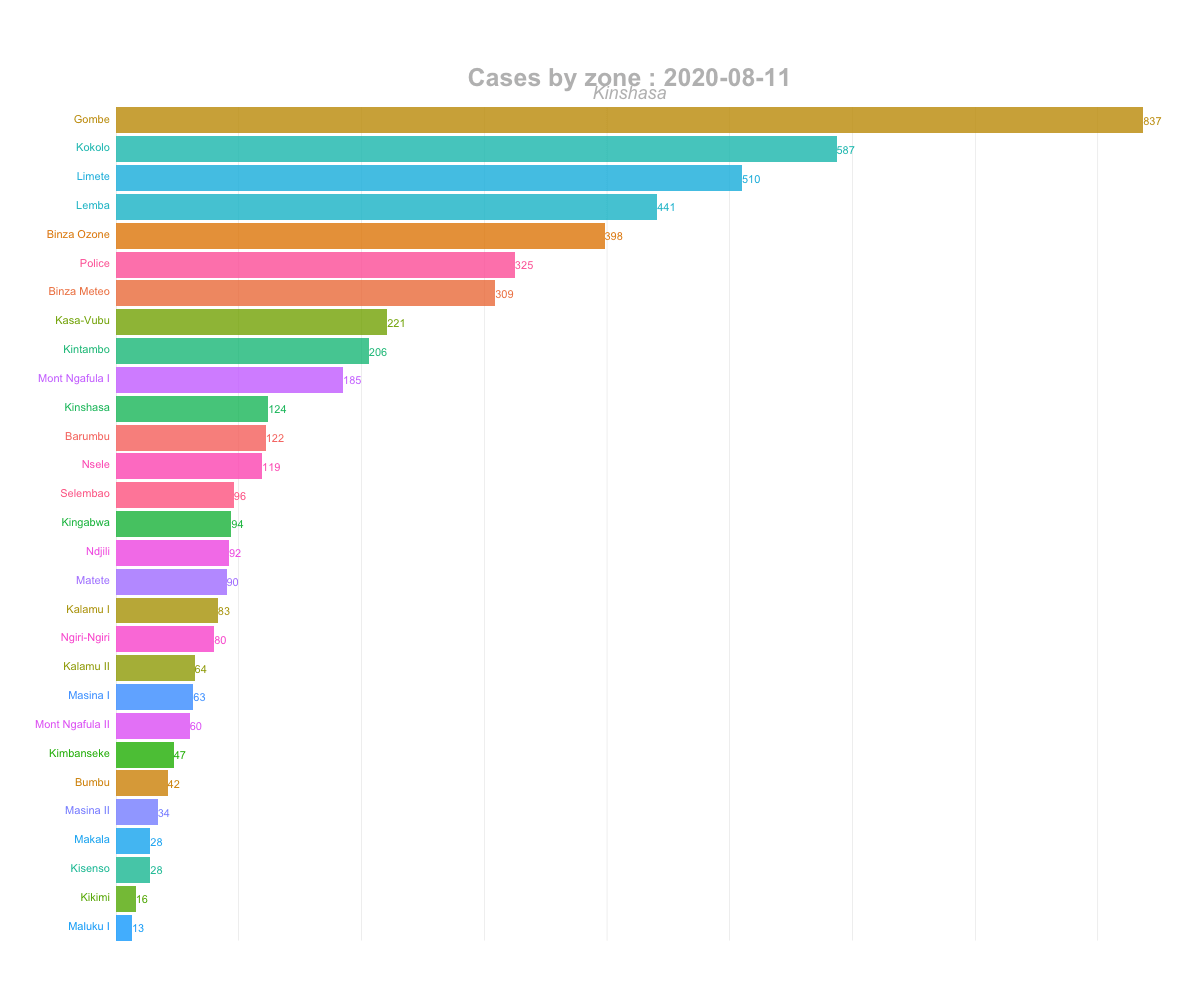 Cases by zone : 2020-08-11
Kinshasa
Gombe 837
Kokolo 587
Limete 510
Lemba 441
Binza Ozone 398
Police 325
Binza Meteo 309
Kasa-Vubu 221
Kintambo 206
Mont Ngafula I 185
Kinshasa 124
Barumbu 122
Nsele 119
Selembao 96
Kingabwa 94
Ndjili 92
Matete 90
Kalamu I 83
Ngiri-Ngiri 80
Kalamu II 64
Masina I 63
Mont Ngafula II 60
Kimbanseke 47
Bumbu 42
Masina II 34
Makala 28
Kisenso 28
Kikimi 16
Maluku I 13